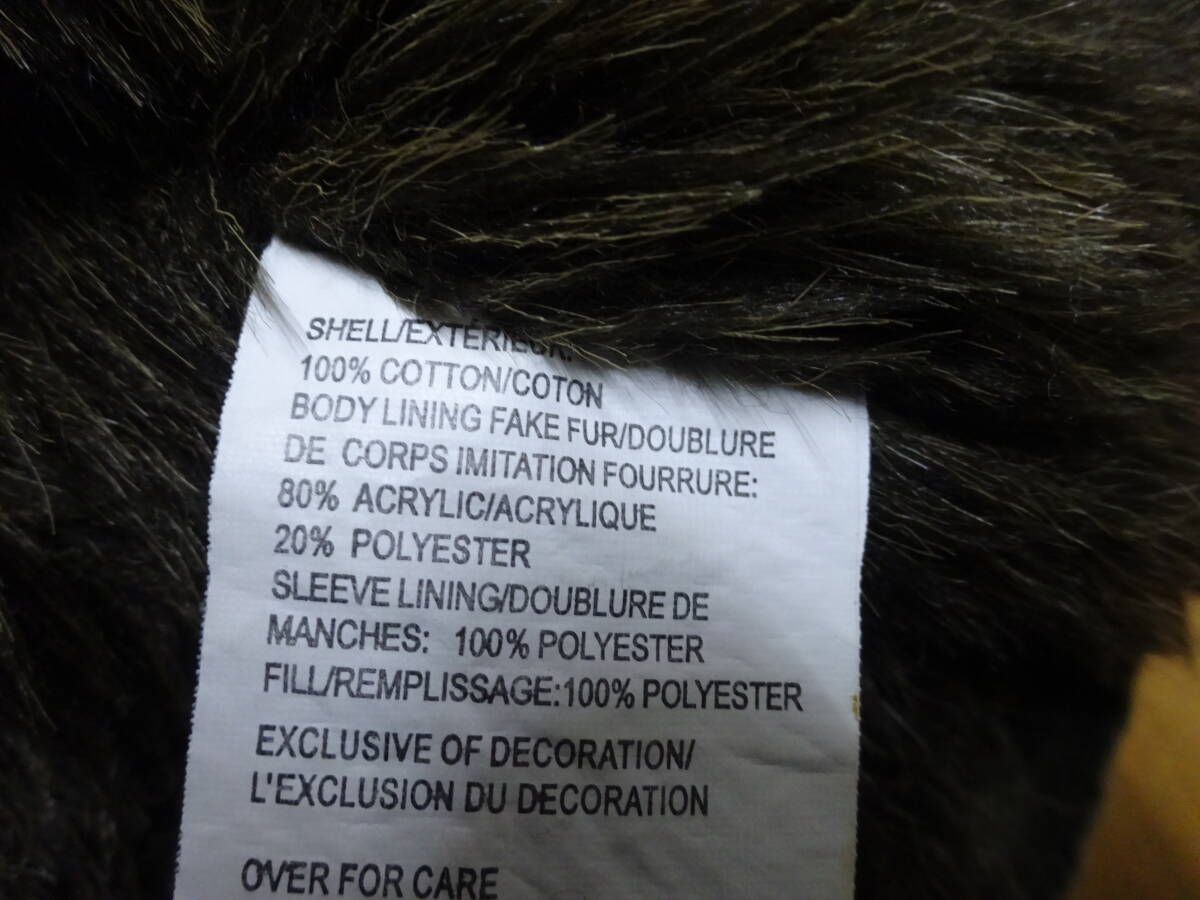 SHELL/EXTÉRIEUR:
100% COTTON/COTON
BODY LINING FAKE FUR/DOUBLURE
DE CORPS IMITATION FOURRURE:
80% ACRYLIC/ACRYLIQUE
20% POLYESTER
SLEEVE LINING/DOUBLURE DE
MANCHES: 100% POLYESTER
FILL/REMPLISSAGE:100% POLYESTER
EXCLUSIVE OF DECORATION/
L'EXCLUSION DU DECORATION
OVER FOR CARE